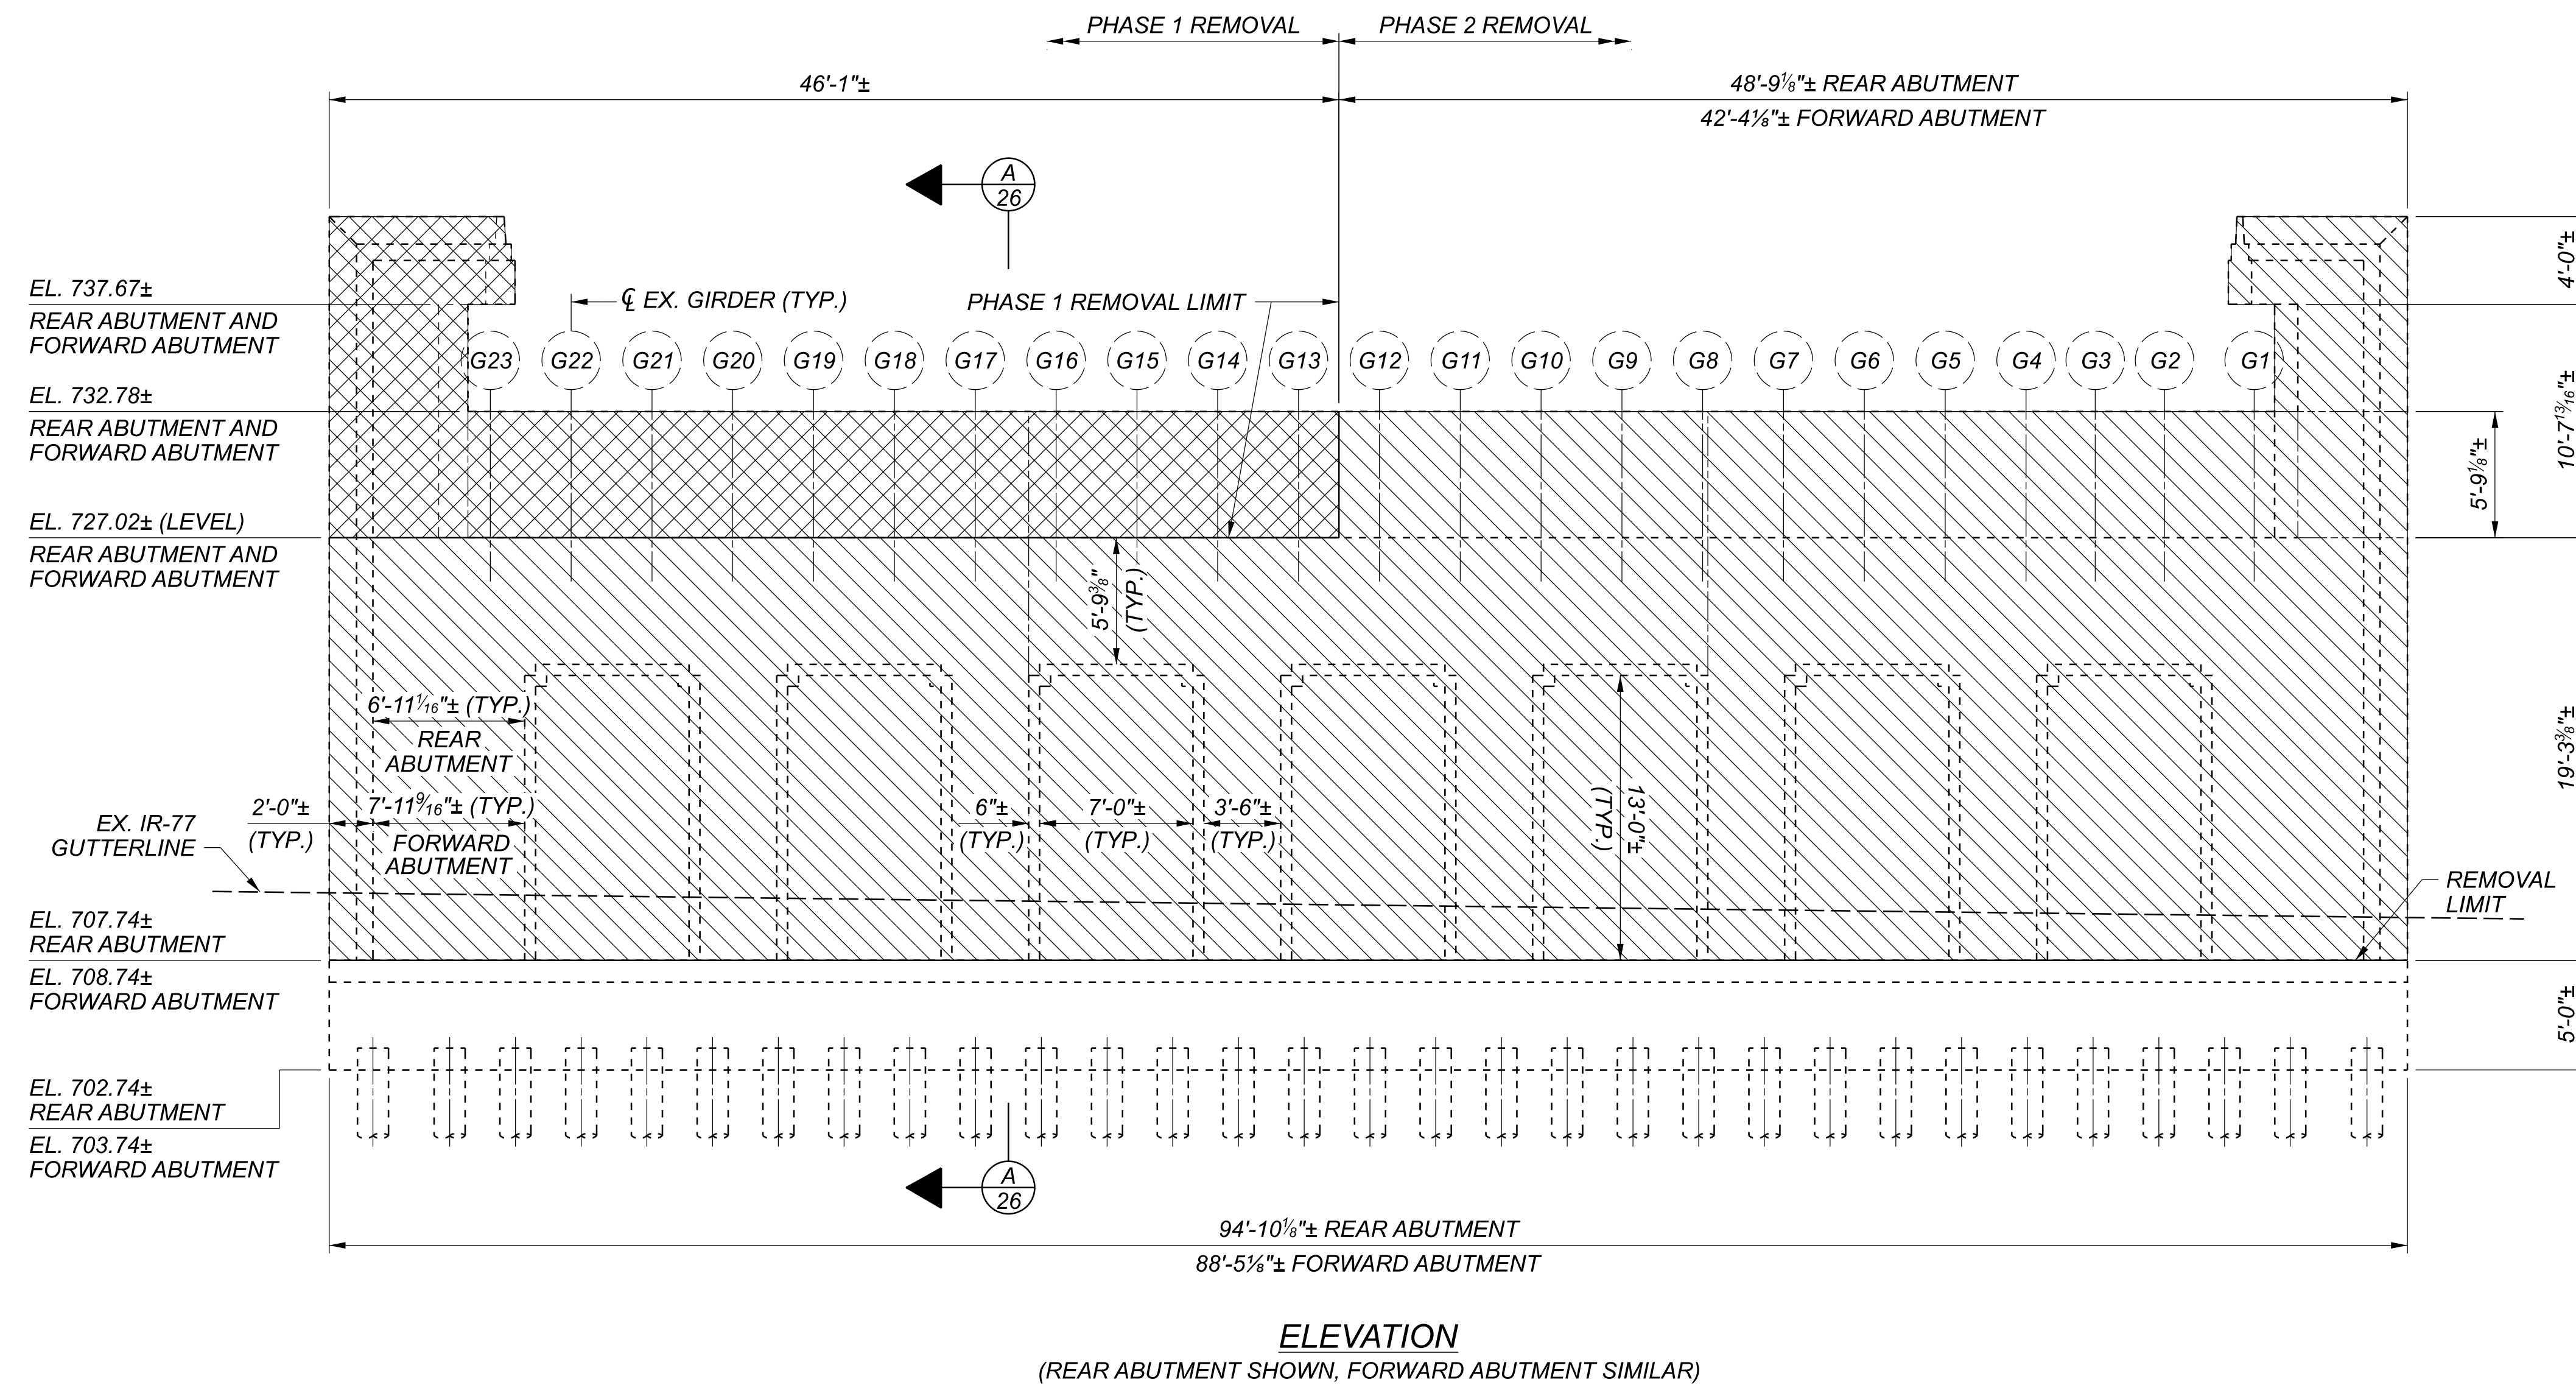 PHASE 1 REMOVAL
PHASE 2 REMOVAL
46'-1"±
48'-9⅛"± REAR ABUTMENT
42'-4⅛"± FORWARD ABUTMENT
A
26
EL. 737.67±
REAR ABUTMENT AND
FORWARD ABUTMENT
℄ EX. GIRDER (TYP.)
PHASE 1 REMOVAL LIMIT
4'-0"±
G23
G22
G21
G20
G19
G18
G17
G16
G15
G14
G13
G12
G11
G10
G9
G8
G7
G6
G5
G4
G3
G2
G1
EL. 732.78±
REAR ABUTMENT AND
FORWARD ABUTMENT
10'-7 13/16"±
5'-9⅛"±
EL. 727.02± (LEVEL)
REAR ABUTMENT AND
FORWARD ABUTMENT
5'-9⅜"
(TYP.)
6'-11 1/16"± (TYP.)
REAR
ABUTMENT
7'-11 9/16"± (TYP.)
FORWARD
ABUTMENT
2'-0"±
(TYP.)
6"±
(TYP.)
7'-0"±
(TYP.)
3'-6"±
(TYP.)
13'-0"±
(TYP.)
19'-3⅜"±
EX. IR-77
GUTTERLINE
REMOVAL
LIMIT
EL. 707.74±
REAR ABUTMENT
EL. 708.74±
FORWARD ABUTMENT
5'-0"±
EL. 702.74±
REAR ABUTMENT
EL. 703.74±
FORWARD ABUTMENT
A
26
94'-10⅛"± REAR ABUTMENT
88'-5⅛"± FORWARD ABUTMENT
ELEVATION
(REAR ABUTMENT SHOWN, FORWARD ABUTMENT SIMILAR)